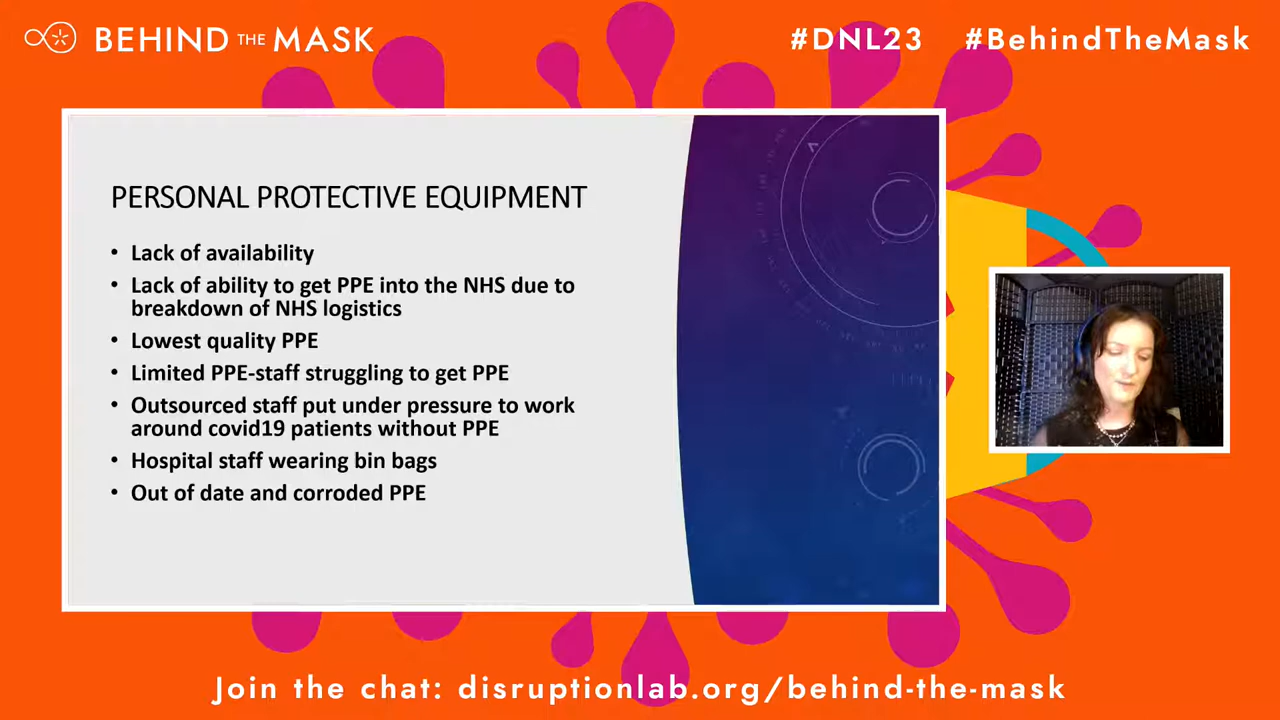 BEHIND THE MASK
#DNL23 #BehindTheMask
PERSONAL PROTECTIVE EQUIPMENT
• Lack of availability
• Lack of ability to get PPE into the NHS due to
breakdown of NHS logistics
• Lowest quality PPE
• Limited PPE-staff struggling to get PPE
• Outsourced staff put under pressure to work
around covid19 patients without PPE
• Hospital staff wearing bin bags
• Out of date and corroded PPE
Join the chat: disruptionlab.org/behind-the-mask